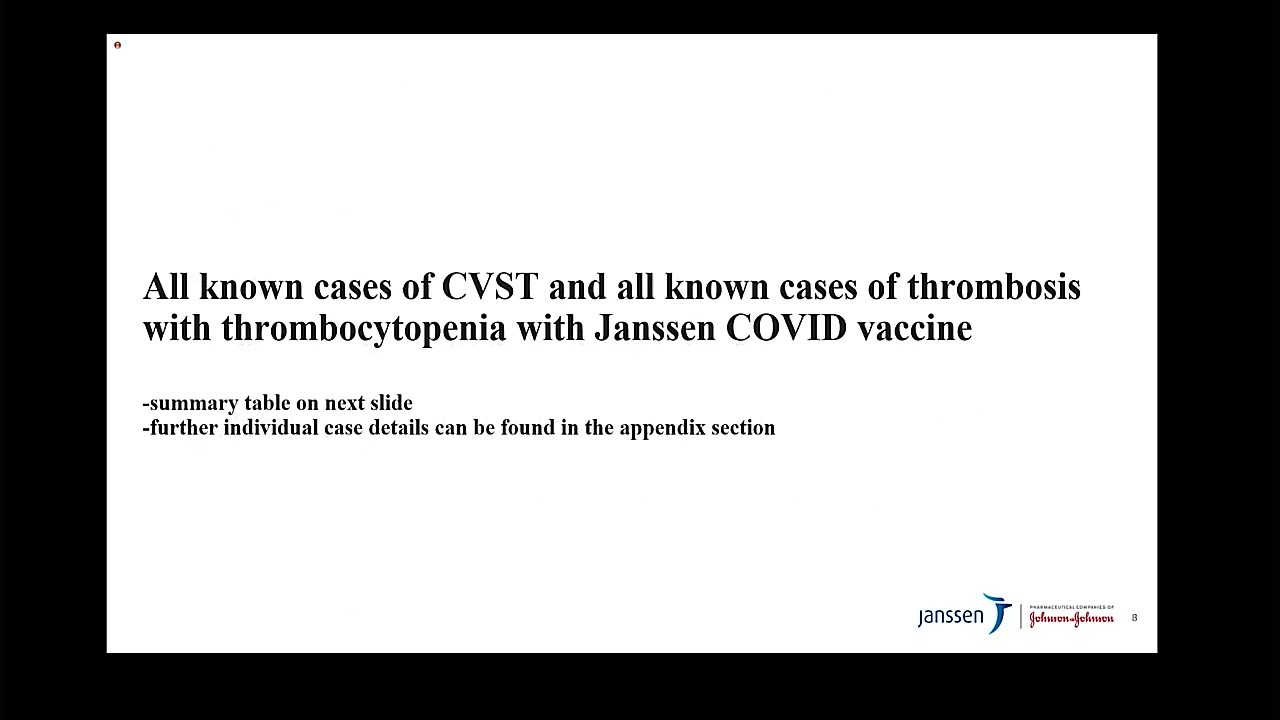 All known cases of CVST and all known cases of thrombosis
with thrombocytopenia with Janssen COVID vaccine
-summary table on next slide
-further individual case details can be found in the appendix section
janssen
PHARMACEUTICAL COMPANIES OF
Johnson & Johnson
8